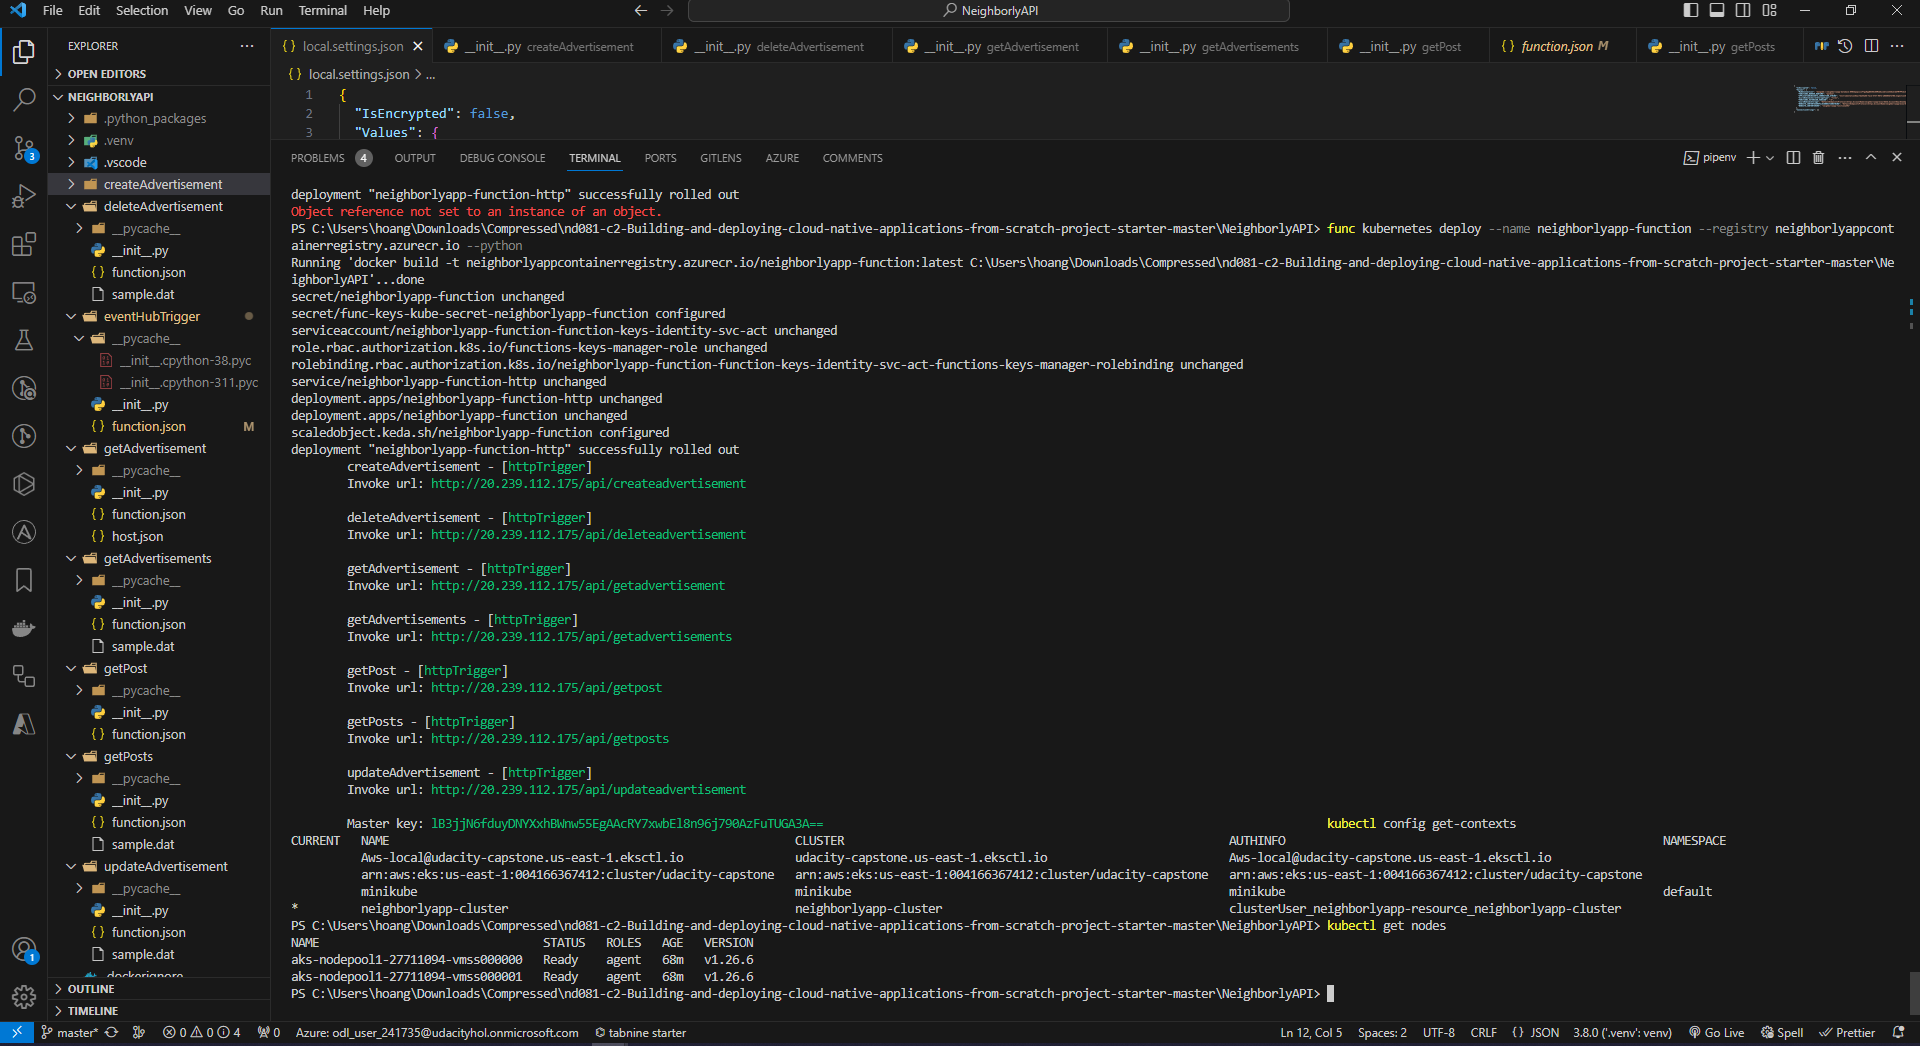 File Edit Selection View Go Run Terminal Help
NeighborlyAPI
EXPLORER
OPEN EDITORS
NEIGHBORLYAPI
.python_packages
.venv
.vscode
createAdvertisement
deleteAdvertisement
__pycache__
__init__.py
function.json
sample.dat
eventHubTrigger
__pycache__
__init__.cpython-38.pyc
__init__.cpython-311.pyc
__init__.py
function.json M
getAdvertisement
__pycache__
__init__.py
function.json
host.json
getAdvertisements
__pycache__
__init__.py
function.json
sample.dat
getPost
__pycache__
__init__.py
function.json
getPosts
__pycache__
__init__.py
function.json
sample.dat
updateAdvertisement
__pycache__
__init__.py
function.json
sample.dat
.dockerignore
OUTLINE
TIMELINE
3
1
{} local.settings.json
__init__.py createAdvertisement
__init__.py deleteAdvertisement
__init__.py getAdvertisement
__init__.py getAdvertisements
__init__.py getPost
{} function.json M
__init__.py getPosts
{} local.settings.json > ...
1 {
2 "IsEncrypted": false,
3 "Values": {
PROBLEMS 4 OUTPUT DEBUG CONSOLE TERMINAL PORTS GITLENS AZURE COMMENTS
pipenv
deployment "neighborlyapp-function-http" successfully rolled out
Object reference not set to an instance of an object.
PS C:\Users\hoang\Downloads\Compressed\nd081-c2-Building-and-deploying-cloud-native-applications-from-scratch-project-starter-master\NeighborlyAPI> func kubernetes deploy --name neighborlyapp-function --registry neighborlyappcont
ainerregistry.azurecr.io --python
Running 'docker build -t neighborlyappcontainerregistry.azurecr.io/neighborlyapp-function:latest C:\Users\hoang\Downloads\Compressed\nd081-c2-Building-and-deploying-cloud-native-applications-from-scratch-project-starter-master\Ne
ighborlyAPI'...done
secret/neighborlyapp-function unchanged
secret/func-keys-kube-secret-neighborlyapp-function configured
serviceaccount/neighborlyapp-function-function-keys-identity-svc-act unchanged
role.rbac.authorization.k8s.io/functions-keys-manager-role unchanged
rolebinding.rbac.authorization.k8s.io/neighborlyapp-function-function-keys-identity-svc-act-functions-keys-manager-rolebinding unchanged
service/neighborlyapp-function-http unchanged
deployment.apps/neighborlyapp-function-http unchanged
deployment.apps/neighborlyapp-function unchanged
scaledobject.keda.sh/neighborlyapp-function configured
deployment "neighborlyapp-function-http" successfully rolled out
createAdvertisement - [httpTrigger]
Invoke url: http://20.239.112.175/api/createadvertisement
deleteAdvertisement - [httpTrigger]
Invoke url: http://20.239.112.175/api/deleteadvertisement
getAdvertisement - [httpTrigger]
Invoke url: http://20.239.112.175/api/getadvertisement
getAdvertisements - [httpTrigger]
Invoke url: http://20.239.112.175/api/getadvertisements
getPost - [httpTrigger]
Invoke url: http://20.239.112.175/api/getpost
getPosts - [httpTrigger]
Invoke url: http://20.239.112.175/api/getposts
updateAdvertisement - [httpTrigger]
Invoke url: http://20.239.112.175/api/updateadvertisement
Master key: lB3jjN6fduyDNYXxhBWnw55EgAAcRY7xwbEl8n96j790AzFuTUGA3A== kubectl config get-contexts
CURRENT NAME CLUSTER AUTHINFO NAMESPACE
Aws-local@udacity-capstone.us-east-1.eksctl.io udacity-capstone.us-east-1.eksctl.io Aws-local@udacity-capstone.us-east-1.eksctl.io
arn:aws:eks:us-east-1:004166367412:cluster/udacity-capstone arn:aws:eks:us-east-1:004166367412:cluster/udacity-capstone arn:aws:eks:us-east-1:004166367412:cluster/udacity-capstone
minikube minikube minikube default
* neighborlyapp-cluster neighborlyapp-cluster clusterUser_neighborlyapp-resource_neighborlyapp-cluster
PS C:\Users\hoang\Downloads\Compressed\nd081-c2-Building-and-deploying-cloud-native-applications-from-scratch-project-starter-master\NeighborlyAPI> kubectl get nodes
NAME STATUS ROLES AGE VERSION
aks-nodepool1-27711094-vmss000000 Ready agent 68m v1.26.6
aks-nodepool1-27711094-vmss000001 Ready agent 68m v1.26.6
PS C:\Users\hoang\Downloads\Compressed\nd081-c2-Building-and-deploying-cloud-native-applications-from-scratch-project-starter-master\NeighborlyAPI>
master* 0 0 4 0 Azure: odl_user_241735@udacityhol.onmicrosoft.com tabnine starter
Ln 12, Col 5 Spaces: 2 UTF-8 CRLF {} JSON 3.8.0 ('.venv': venv) Go Live Spell Prettier